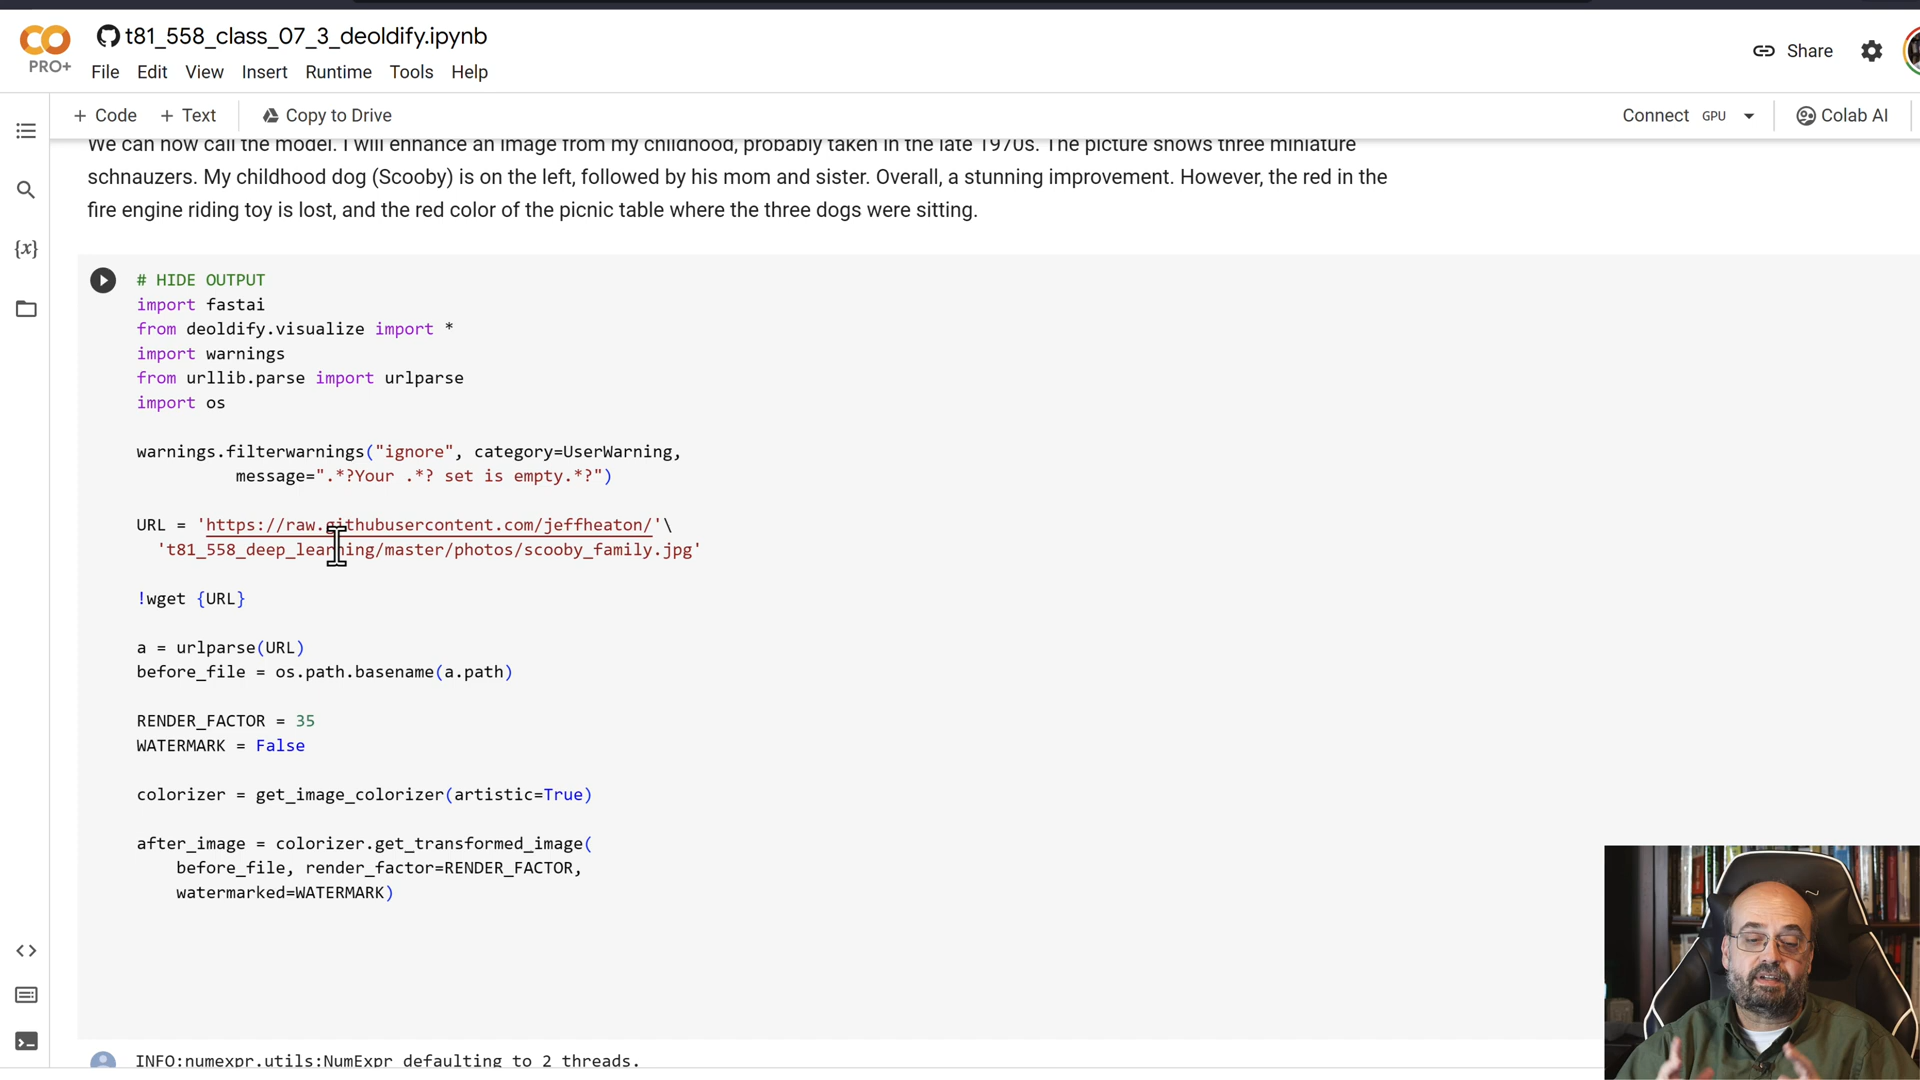 t81_558_class_07_3_deoldify.ipynb
PRO+
File Edit View Insert Runtime Tools Help
Share
+ Code + Text Copy to Drive
Connect GPU
Colab AI
We can now call the model. I will enhance an image from my childhood, probably taken in the late 1970s. The picture shows three miniature
schnauzers. My childhood dog (Scooby) is on the left, followed by his mom and sister. Overall, a stunning improvement. However, the red in the
fire engine riding toy is lost, and the red color of the picnic table where the three dogs were sitting.
{x}
# HIDE OUTPUT
import fastai
from deoldify.visualize import *
import warnings
from urllib.parse import urlparse
import os
warnings.filterwarnings("ignore", category=UserWarning,
message=".*?Your .*? set is empty.*?")
URL = 'https://raw.githubusercontent.com/jeffheaton/'\
't81_558_deep_learning/master/photos/scooby_family.jpg'
!wget {URL}
a = urlparse(URL)
before_file = os.path.basename(a.path)
RENDER_FACTOR = 35
WATERMARK = False
colorizer = get_image_colorizer(artistic=True)
after_image = colorizer.get_transformed_image(
before_file, render_factor=RENDER_FACTOR,
watermarked=WATERMARK)
INFO:numexpr.utils:NumExpr defaulting to 2 threads.